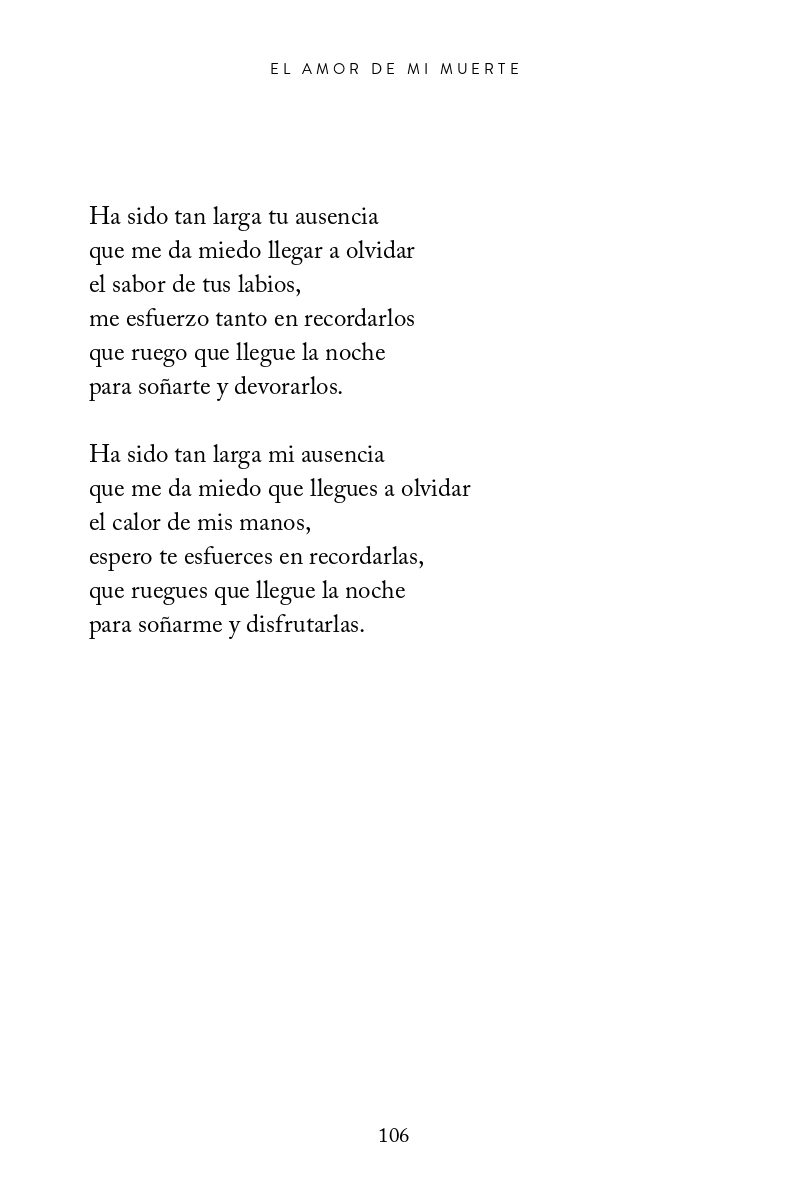 EL AMOR DE MI MUERTE
Ha sido tan larga tu ausencia
que me da miedo llegar a olvidar
el sabor de tus labios,
me esfuerzo tanto en recordarlos
que ruego que llegue la noche
para soñarte y devorarlos.
Ha sido tan larga mi ausencia
que me da miedo que llegues a olvidar
el calor de mis manos,
espero te esfuerces en recordarlas,
que ruegues que llegue la noche
para soñarme y disfrutarlas.
106